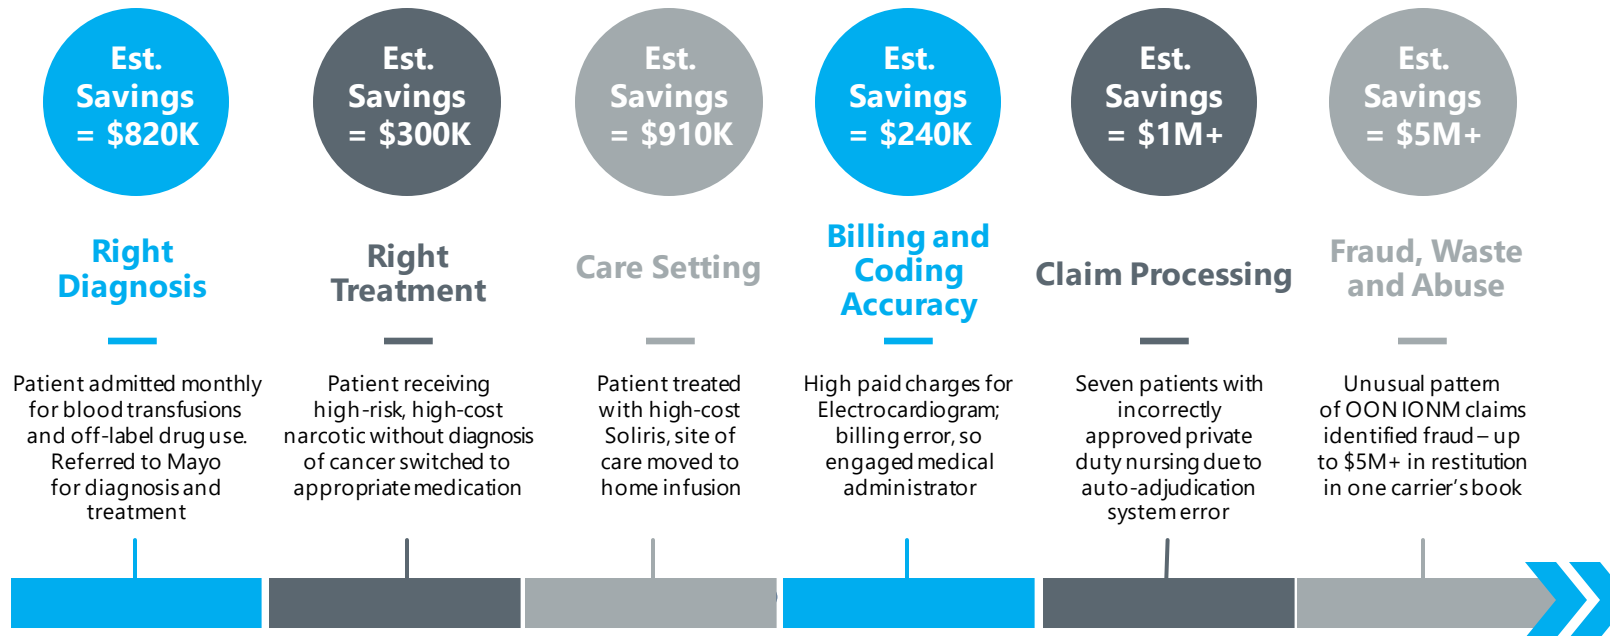 Est.
Savings
= $820K
Right
Diagnosis
Patient admitted monthly
for blood transfusions
and off-label drug use.
Referred to Mayo
for diagnosis and
treatment
Est.
Savings
= $300K
Right
Treatment
Patient receiving
high-risk, high-cost
narcotic without diagnosis
of cancer switched to
appropriate medication
Est.
Savings
= $910K
Care Setting
Patient treated
with high-cost
Soliris, site of
care moved to
home infusion
Est.
Savings
= $240K
Billing and
Coding
Accuracy
High paid charges for
Electrocardiogram;
billing error, so
engaged medical
administrator
Est.
Savings
= $1M+
Claim Processing
Seven patients with
incorrectly
approved private
duty nursing due to
auto-adjudication
system error
Est.
Savings
= $5M+
Fraud, Waste
and Abuse
Unusual pattern
of OON IONM claims
identified fraud – up
to $5M+ in restitution
in one carrier's book